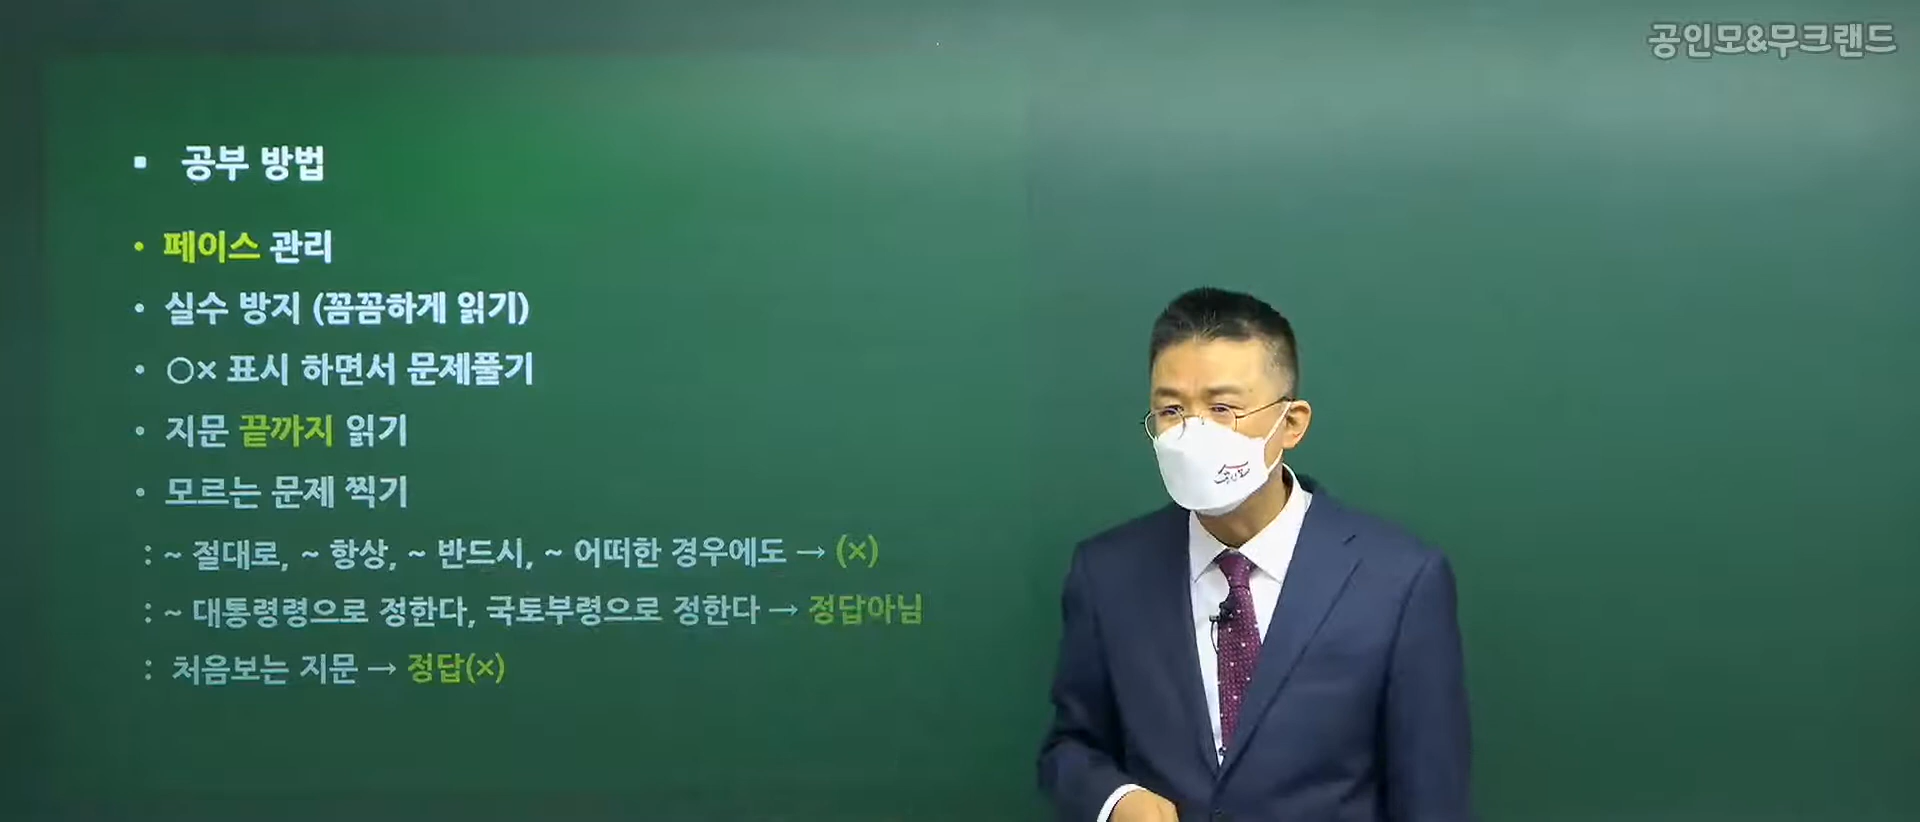 공인모&무크랜드
▪ 공부 방법
• 페이스 관리
• 실수 방지 (꼼꼼하게 읽기)
• ○× 표시 하면서 문제풀기
• 지문 끝까지 읽기
• 모르는 문제 찍기
: ~ 절대로, ~ 항상, ~ 반드시, ~ 어떠한 경우에도 → (×)
: ~ 대통령령으로 정한다, 국토부령으로 정한다 → 정답아님
: 처음보는 지문 → 정답(×)
공인모